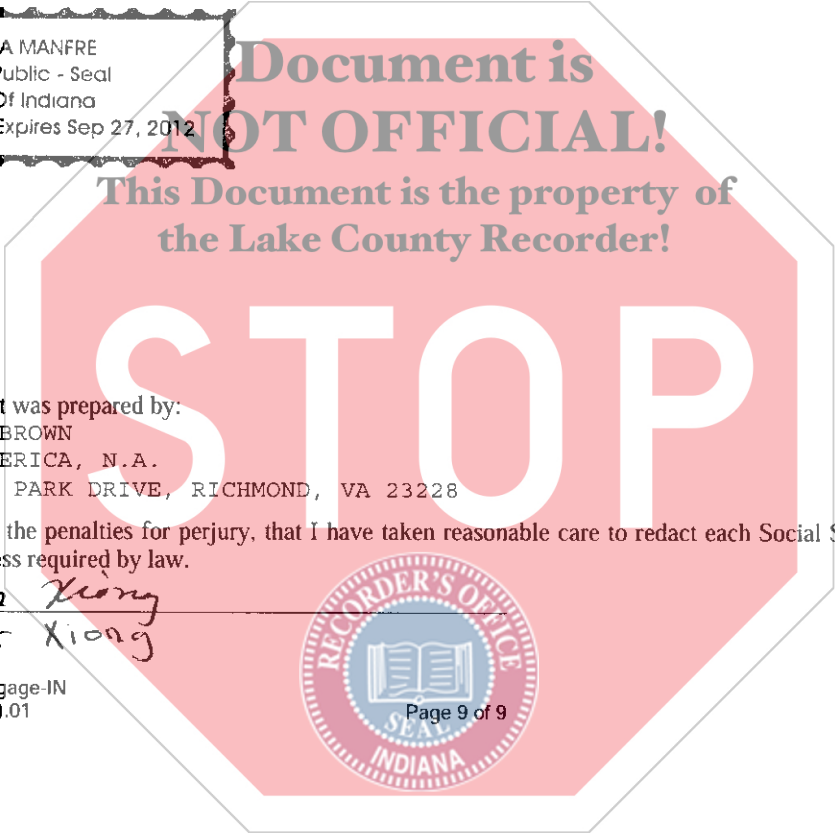 A MANFRE
Public - Seal
Of Indiana
Expires Sep 27, 2012
Document is
NOT OFFICIAL!
This Document is the property of
the Lake County Recorder!
STOP
t was prepared by:
BROWN
ERICA, N.A.
PARK DRIVE, RICHMOND, VA 23228
the penalties for perjury, that I have taken reasonable care to redact each Social S
ss required by law.
Xiong
Xiong
gage-IN
.01
Page 9 of 9
RECORDER'S OFFICE
SEAL
INDIANA